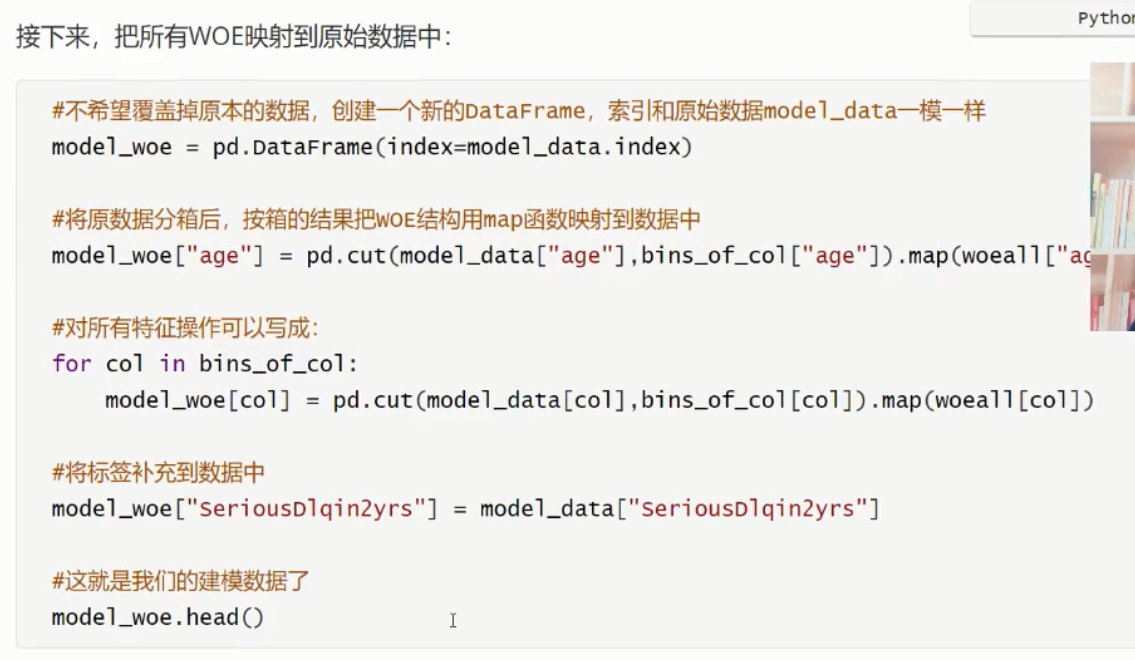 接下来，把所有WOE映射到原始数据中：
#不希望覆盖掉原本的数据，创建一个新的DataFrame，索引和原始数据model_data一模一样
model_woe = pd.DataFrame(index=model_data.index)
#将原数据分箱后，按箱的结果把WOE结构用map函数映射到数据中
model_woe["age"] = pd.cut(model_data["age"],bins_of_col["age"]).map(woeall["ag
#对所有特征操作可以写成：
for col in bins_of_col:
    model_woe[col] = pd.cut(model_data[col],bins_of_col[col]).map(woeall[col])
#将标签补充到数据中
model_woe["SeriousDlqin2yrs"] = model_data["SeriousDlqin2yrs"]
#这就是我们的建模数据了
model_woe.head()